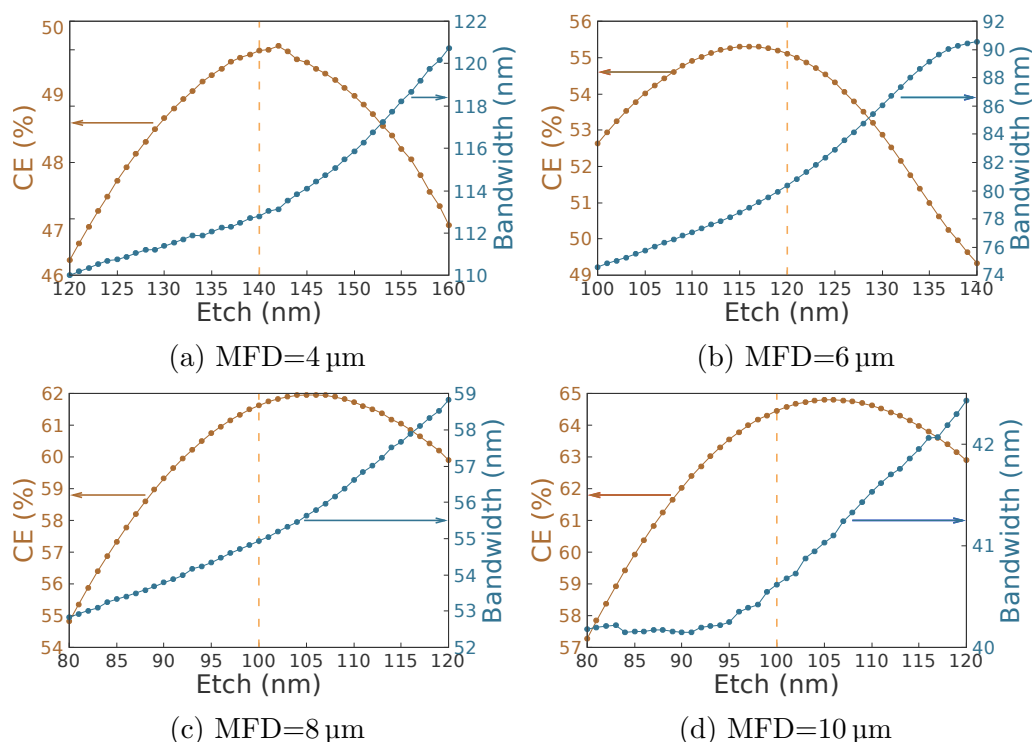 50
48
47
46
CE (%)
122
120
118
116
114
112
110
Bandwidth (nm)
120 125 130 135 140 145 150 155 160
Etch (nm)
(a) MFD=4 µm
56
55
54
53
52
51
50
49
CE (%)
92
90
88
86
84
82
80
78
76
74
Bandwidth (nm)
100 105 110 115 120 125 130 135 140
Etch (nm)
(b) MFD=6 µm
62
61
60
59
58
57
56
55
54
CE (%)
59
58
57
56
55
54
53
52
Bandwidth (nm)
80 85 90 95 100 105 110 115 120
Etch (nm)
(c) MFD=8 µm
65
64
63
62
61
60
59
58
57
CE (%)
42
41
40
Bandwidth (nm)
80 85 90 95 100 105 110 115 120
Etch (nm)
(d) MFD=10 µm